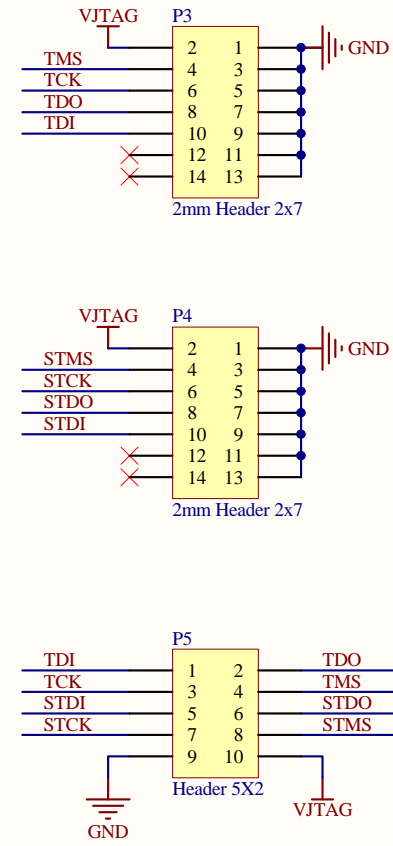 VJTAG P3
2 1 GND
TMS 4 3
TCK 6 5
TDO 8 7
TDI 10 9
12 11
14 13
2mm Header 2x7
VJTAG P4
2 1 GND
STMS 4 3
STCK 6 5
STDO 8 7
STDI 10 9
12 11
14 13
2mm Header 2x7
P5
TDI 1 2 TDO
TCK 3 4 TMS
STDI 5 6 STDO
STCK 7 8 STMS
9 10
Header 5X2
GND VJTAG